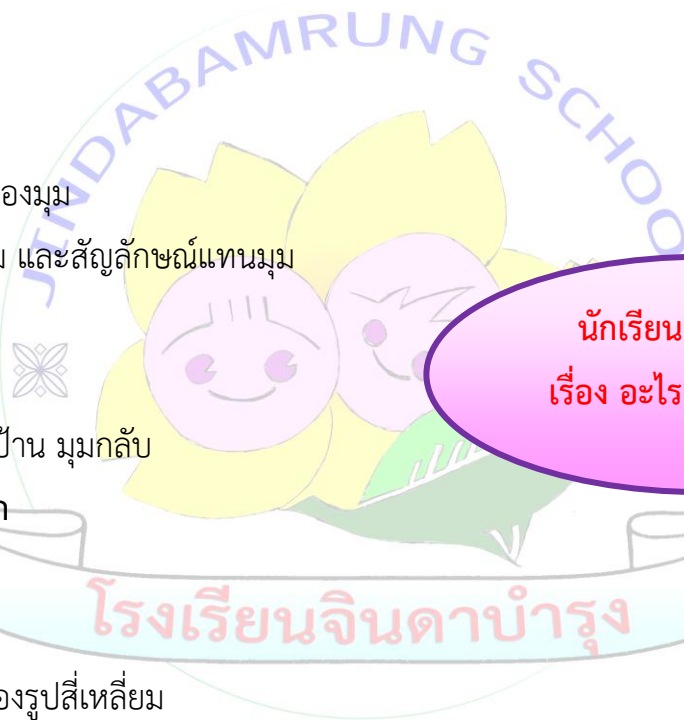 JINDABAMRUNG SCHOO
องมุม
และสัญลักษณ์แทนมุม
นักเรียน
เรื่อง อะไร
ป้าน มุมกลับ
โรงเรียนจินดาบำรุง
องรูปสี่เหลี่ยม